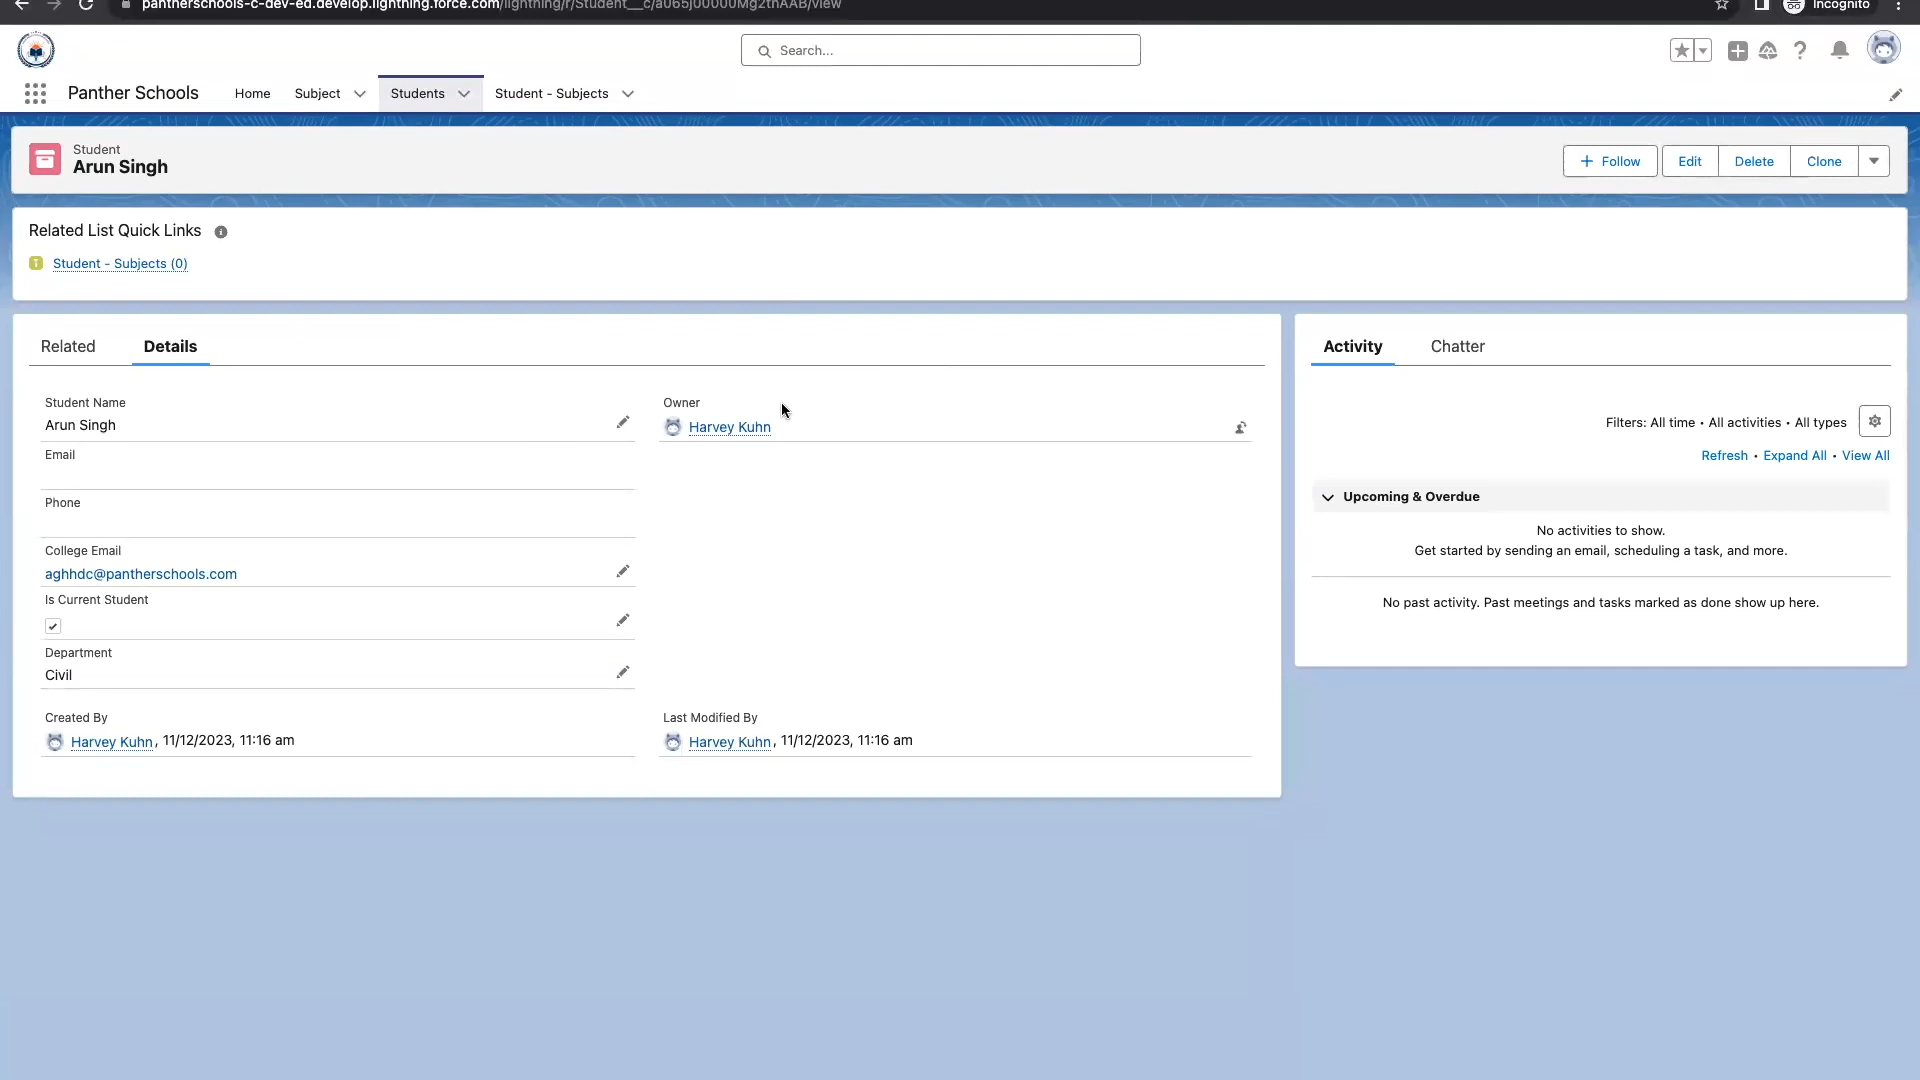 pantherschools-c-dev-ed.develop.lightning.force.com/lightning/r/Student__c/a065j00000Mg2thAAB/view
Incognito
Search...
Panther Schools
Home
Subject
Students
Student - Subjects
Student
Arun Singh
Follow
Edit
Delete
Clone
Related List Quick Links
Student - Subjects (0)
Related
Details
Student Name
Arun Singh
Email
Phone
College Email
aghhdc@pantherschools.com
Is Current Student
Department
Civil
Created By
Harvey Kuhn, 11/12/2023, 11:16 am
Owner
Harvey Kuhn
Last Modified By
Harvey Kuhn, 11/12/2023, 11:16 am
Activity
Chatter
Filters: All time • All activities • All types
Refresh • Expand All • View All
Upcoming & Overdue
No activities to show.
Get started by sending an email, scheduling a task, and more.
No past activity. Past meetings and tasks marked as done show up here.